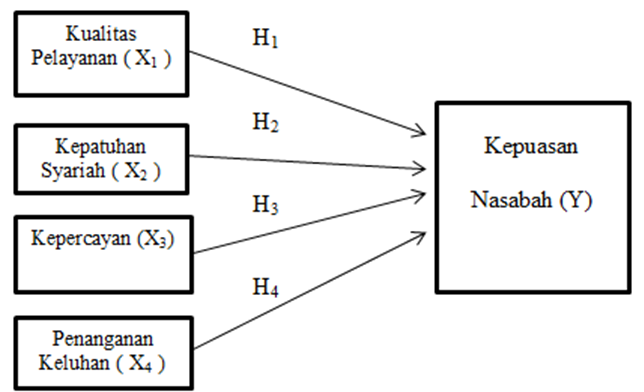 Kualitas
Pelayanan ( X₁ )
H₁
Kepatuhan
Syariah ( X₂ )
H₂
Kepercayan (X₃)
H₃
Penanganan
Keluhan ( X₄ )
H₄
Kepuasan
Nasabah (Y)